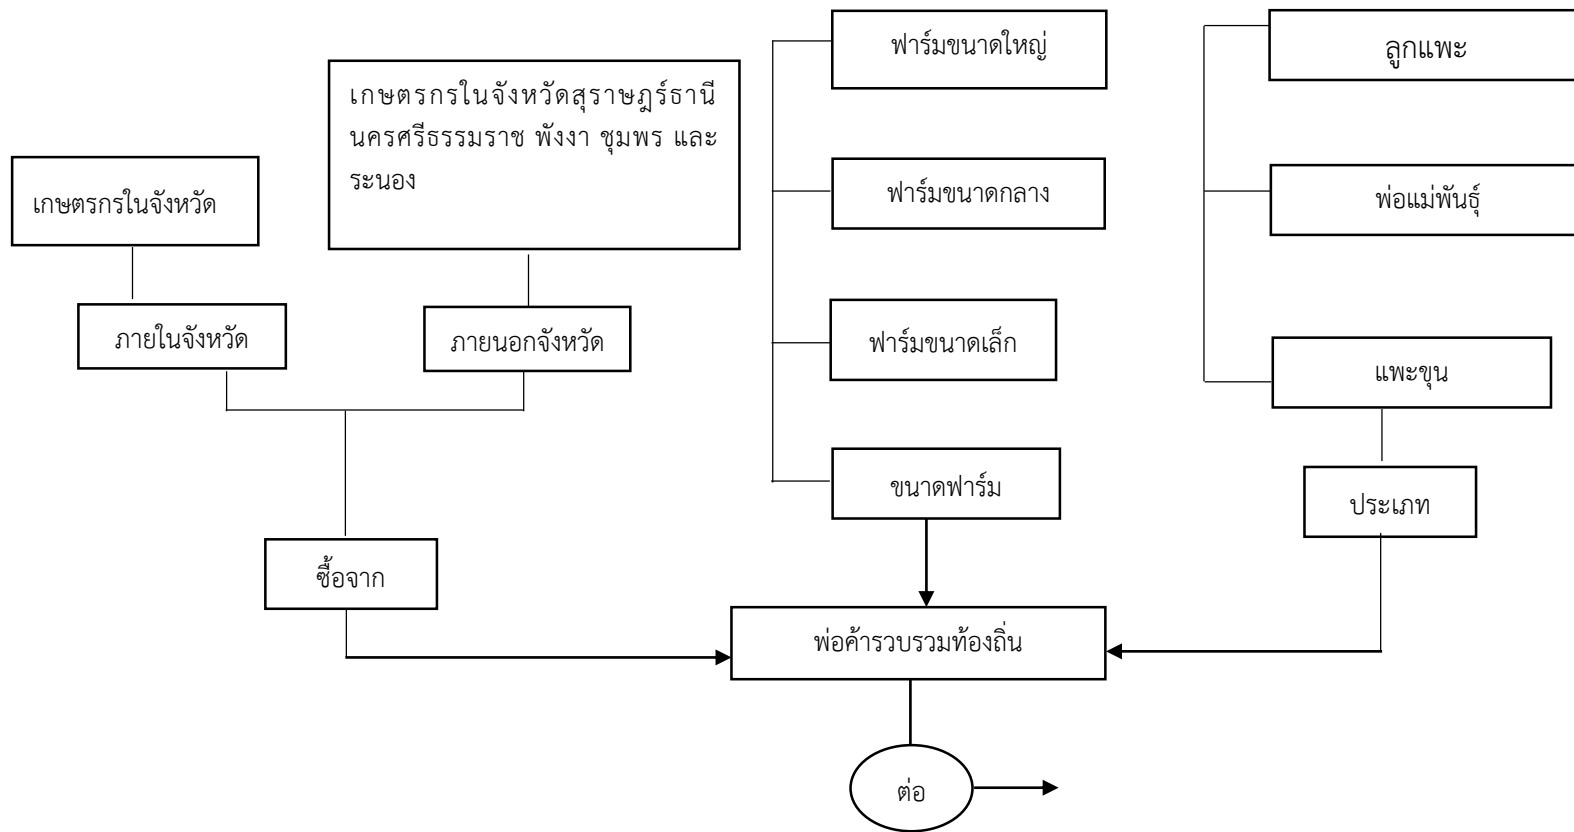 ฟาร์มขนาดใหญ่
ลูกแพะ
เกษตรกรในจังหวัดสุราษฎร์ธานี
นครศรีธรรมราช พังงา ชุมพร และ
ระนอง
เกษตรกรในจังหวัด
ฟาร์มขนาดกลาง
พ่อแม่พันธุ์
ภายในจังหวัด
ภายนอกจังหวัด
ฟาร์มขนาดเล็ก
แพะขุน
ขนาดฟาร์ม
ประเภท
ซื้อจาก
พ่อค้ารวบรวมท้องถิ่น
ต่อ